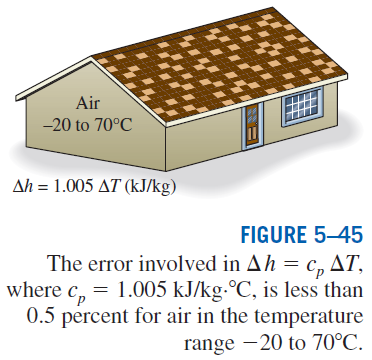 Air
–20 to 70°C
Δh = 1.005 ΔT (kJ/kg)
FIGURE 5–45
The error involved in Δh = cₚ ΔT,
where cₚ = 1.005 kJ/kg·°C, is less than
0.5 percent for air in the temperature
range −20 to 70°C.